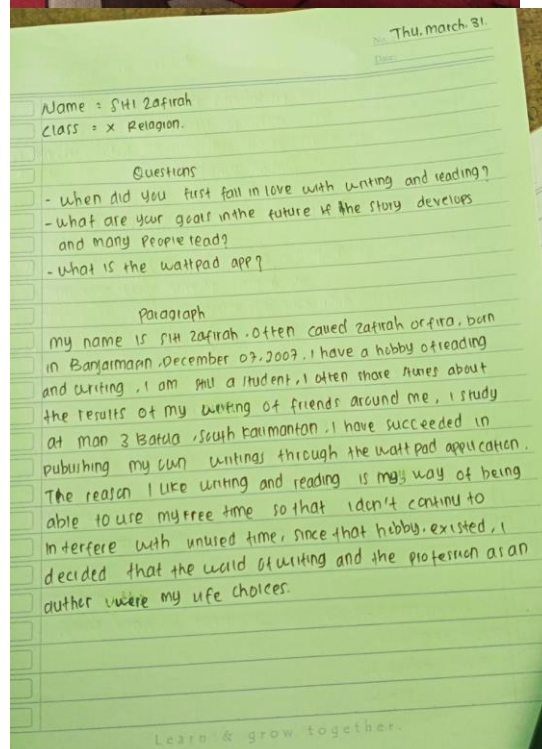 No. Thu, march. 31.
Date:
Name : SHI Zafirah
Class : X Relagion.
Questions
- When did you first fall in love with writing and reading?
- What are your goals in the future if the story develops
and many people read?
- What is the wattpad app?
Paragraph
my name is SIH Zafirah. Often called zafirah or fira, born
in Banjarmasin, December 07, 2007. I have a hobby of reading
and writing. I am still a student, I often share stories about
the results of my writing of friends around me, I study
at man 3 Batola, South Kalimantan. I have succeeded in
publishing my own writings through the watt pad application.
The reason I like writing and reading is my way of being
able to use my free time so that I don't continu to
interfere with unused time, since that hobby. existed, I
decided that the world of writing and the profession as an
auther were my life choices.
Learn & grow together.